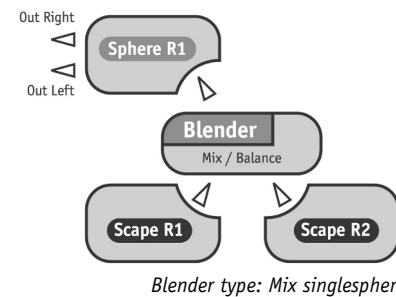 Out Right
Sphere R1
Out Left
Blender
Mix / Balance
Scape R1
Scape R2
Blender type: Mix singlespher